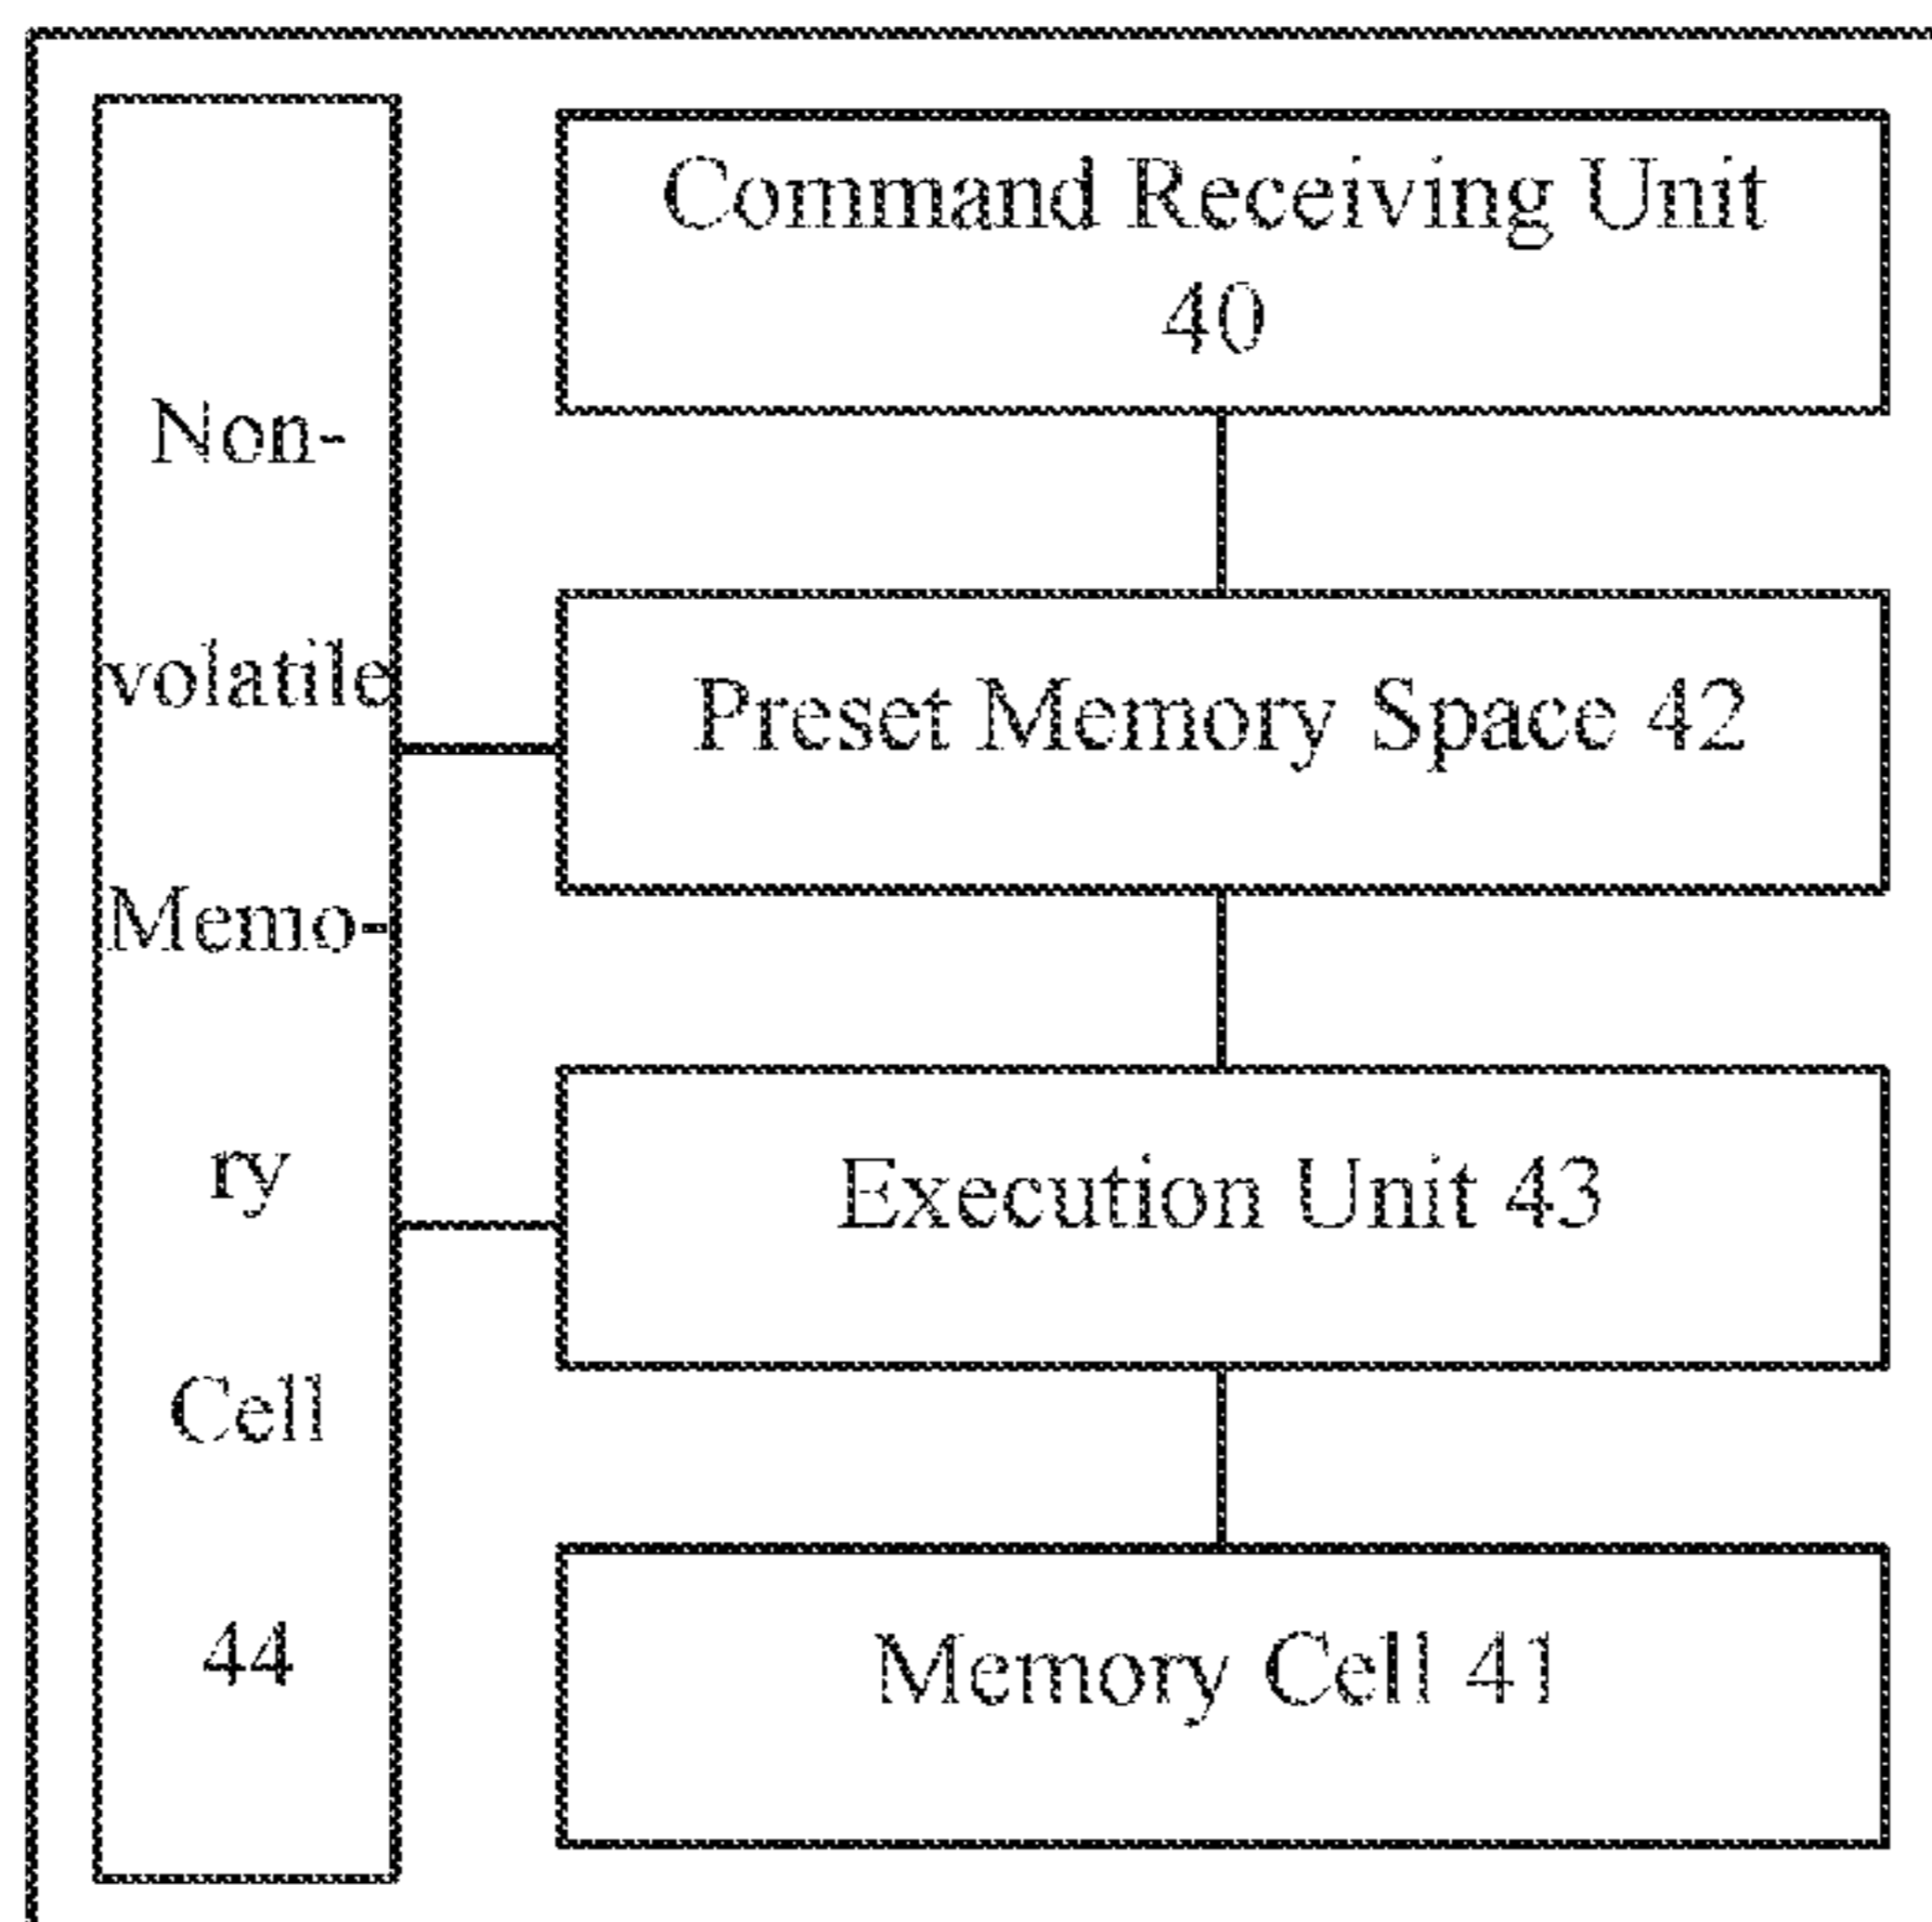 Non-
volatile
Memo-
ry
Cell
44
Command Receiving Unit
40
Preset Memory Space 42
Execution Unit 43
Memory Cell 41